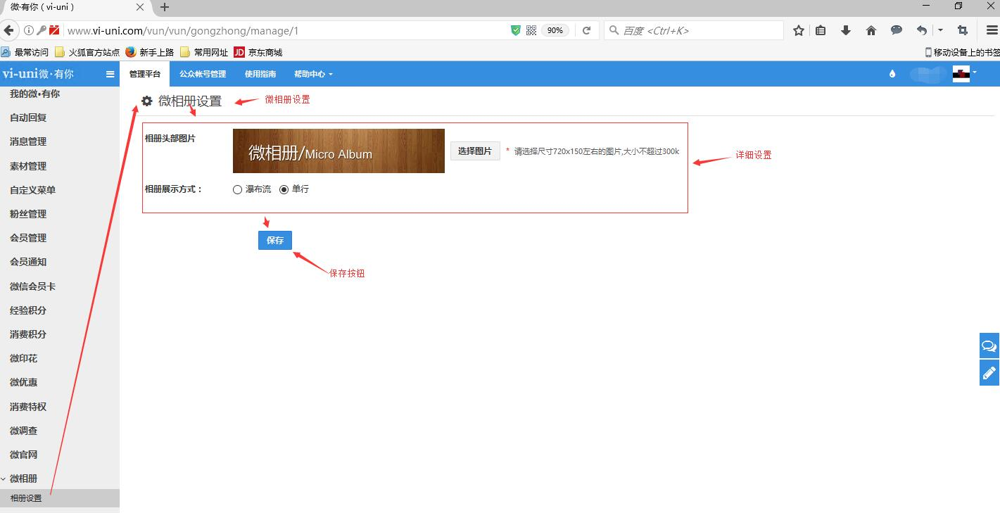 微·有你 ( vi-uni )
www.vi-uni.com/vun/vun/gongzhong/manage/1
90%
百度 <Ctrl+K>
最常访问 火狐官方站点 新手上路 常用网址 JD 京东商城 移动设备上的书签
vi-uni微·有你 管理平台 公众帐号管理 使用指南 帮助中心
我的微·有你
自动回复
消息管理
素材管理
自定义菜单
粉丝管理
会员管理
会员通知
微信会员卡
经验积分
消费积分
微印花
微优惠
消费特权
微调查
微官网
微相册
相册设置
微相册设置 微相册设置
相册头部图片
微相册/Micro Album
选择图片 * 请选择尺寸720x150左右的图片,大小不超过300k
详细设置
相册展示方式： 瀑布流 单行
保存
保存按钮